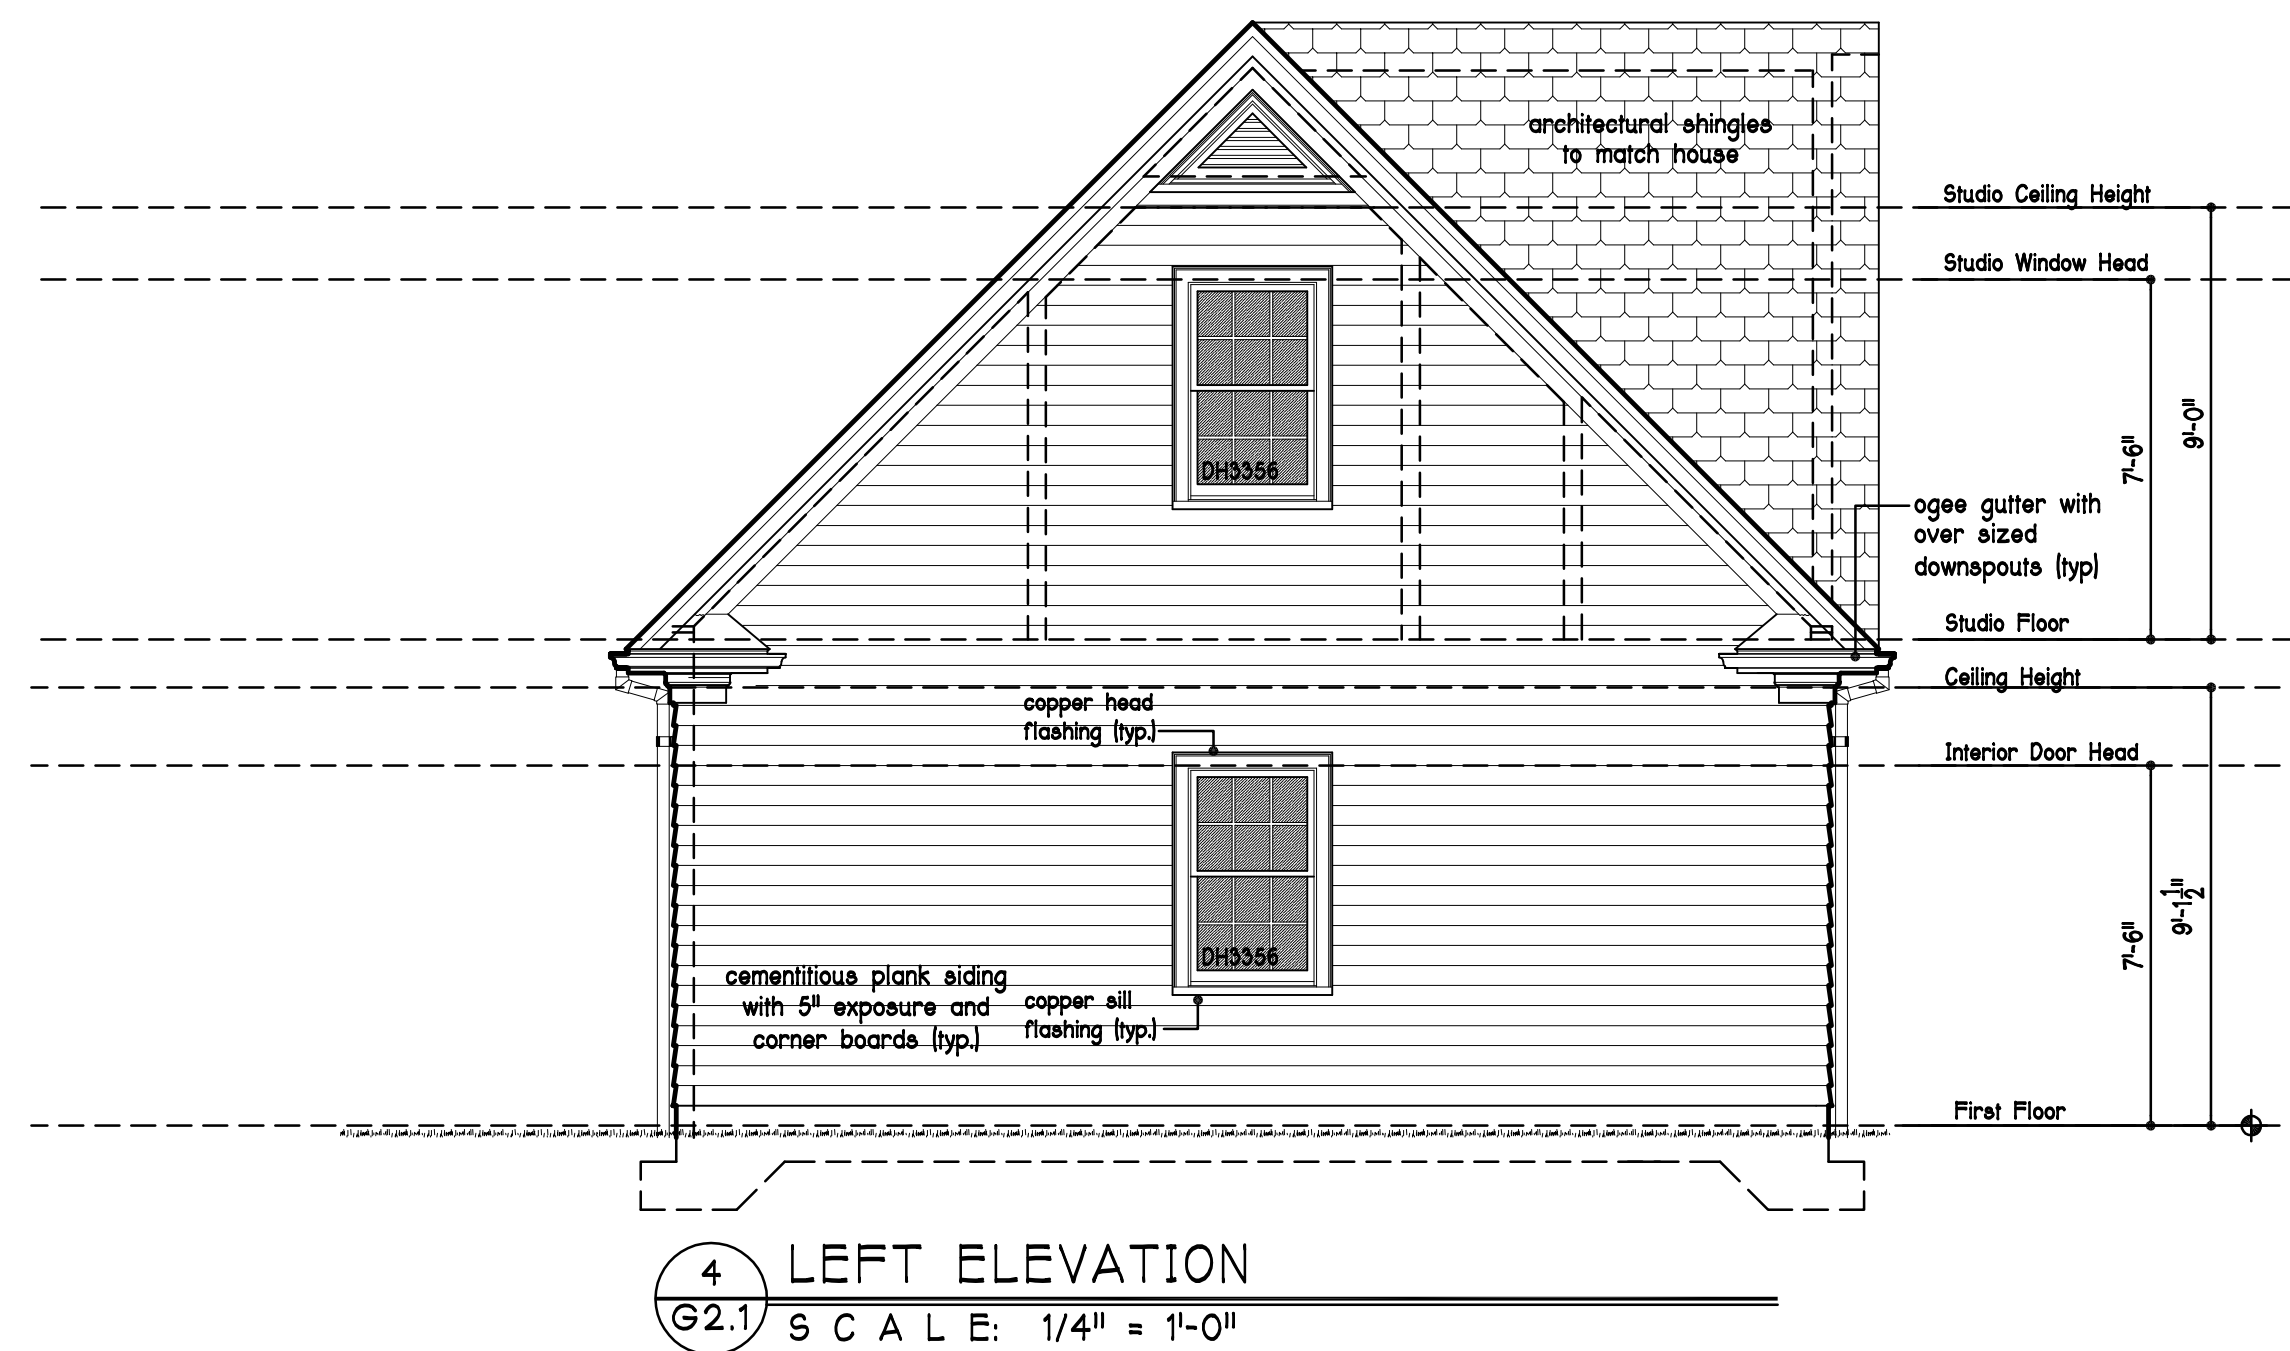 architectural shingles
to match house
Studio Ceiling Height
Studio Window Head
9'-0"
7'-6"
DH3356
ogee gutter with
over sized
downspouts (typ)
Studio Floor
Ceiling Height
copper head
flashing (typ.)
Interior Door Head
9'-1 1/2"
7'-6"
DH3356
cementitious plank siding
with 5" exposure and
corner boards (typ.)
copper sill
flashing (typ.)
First Floor
4
G2.1
LEFT ELEVATION
SCALE: 1/4" = 1'-0"